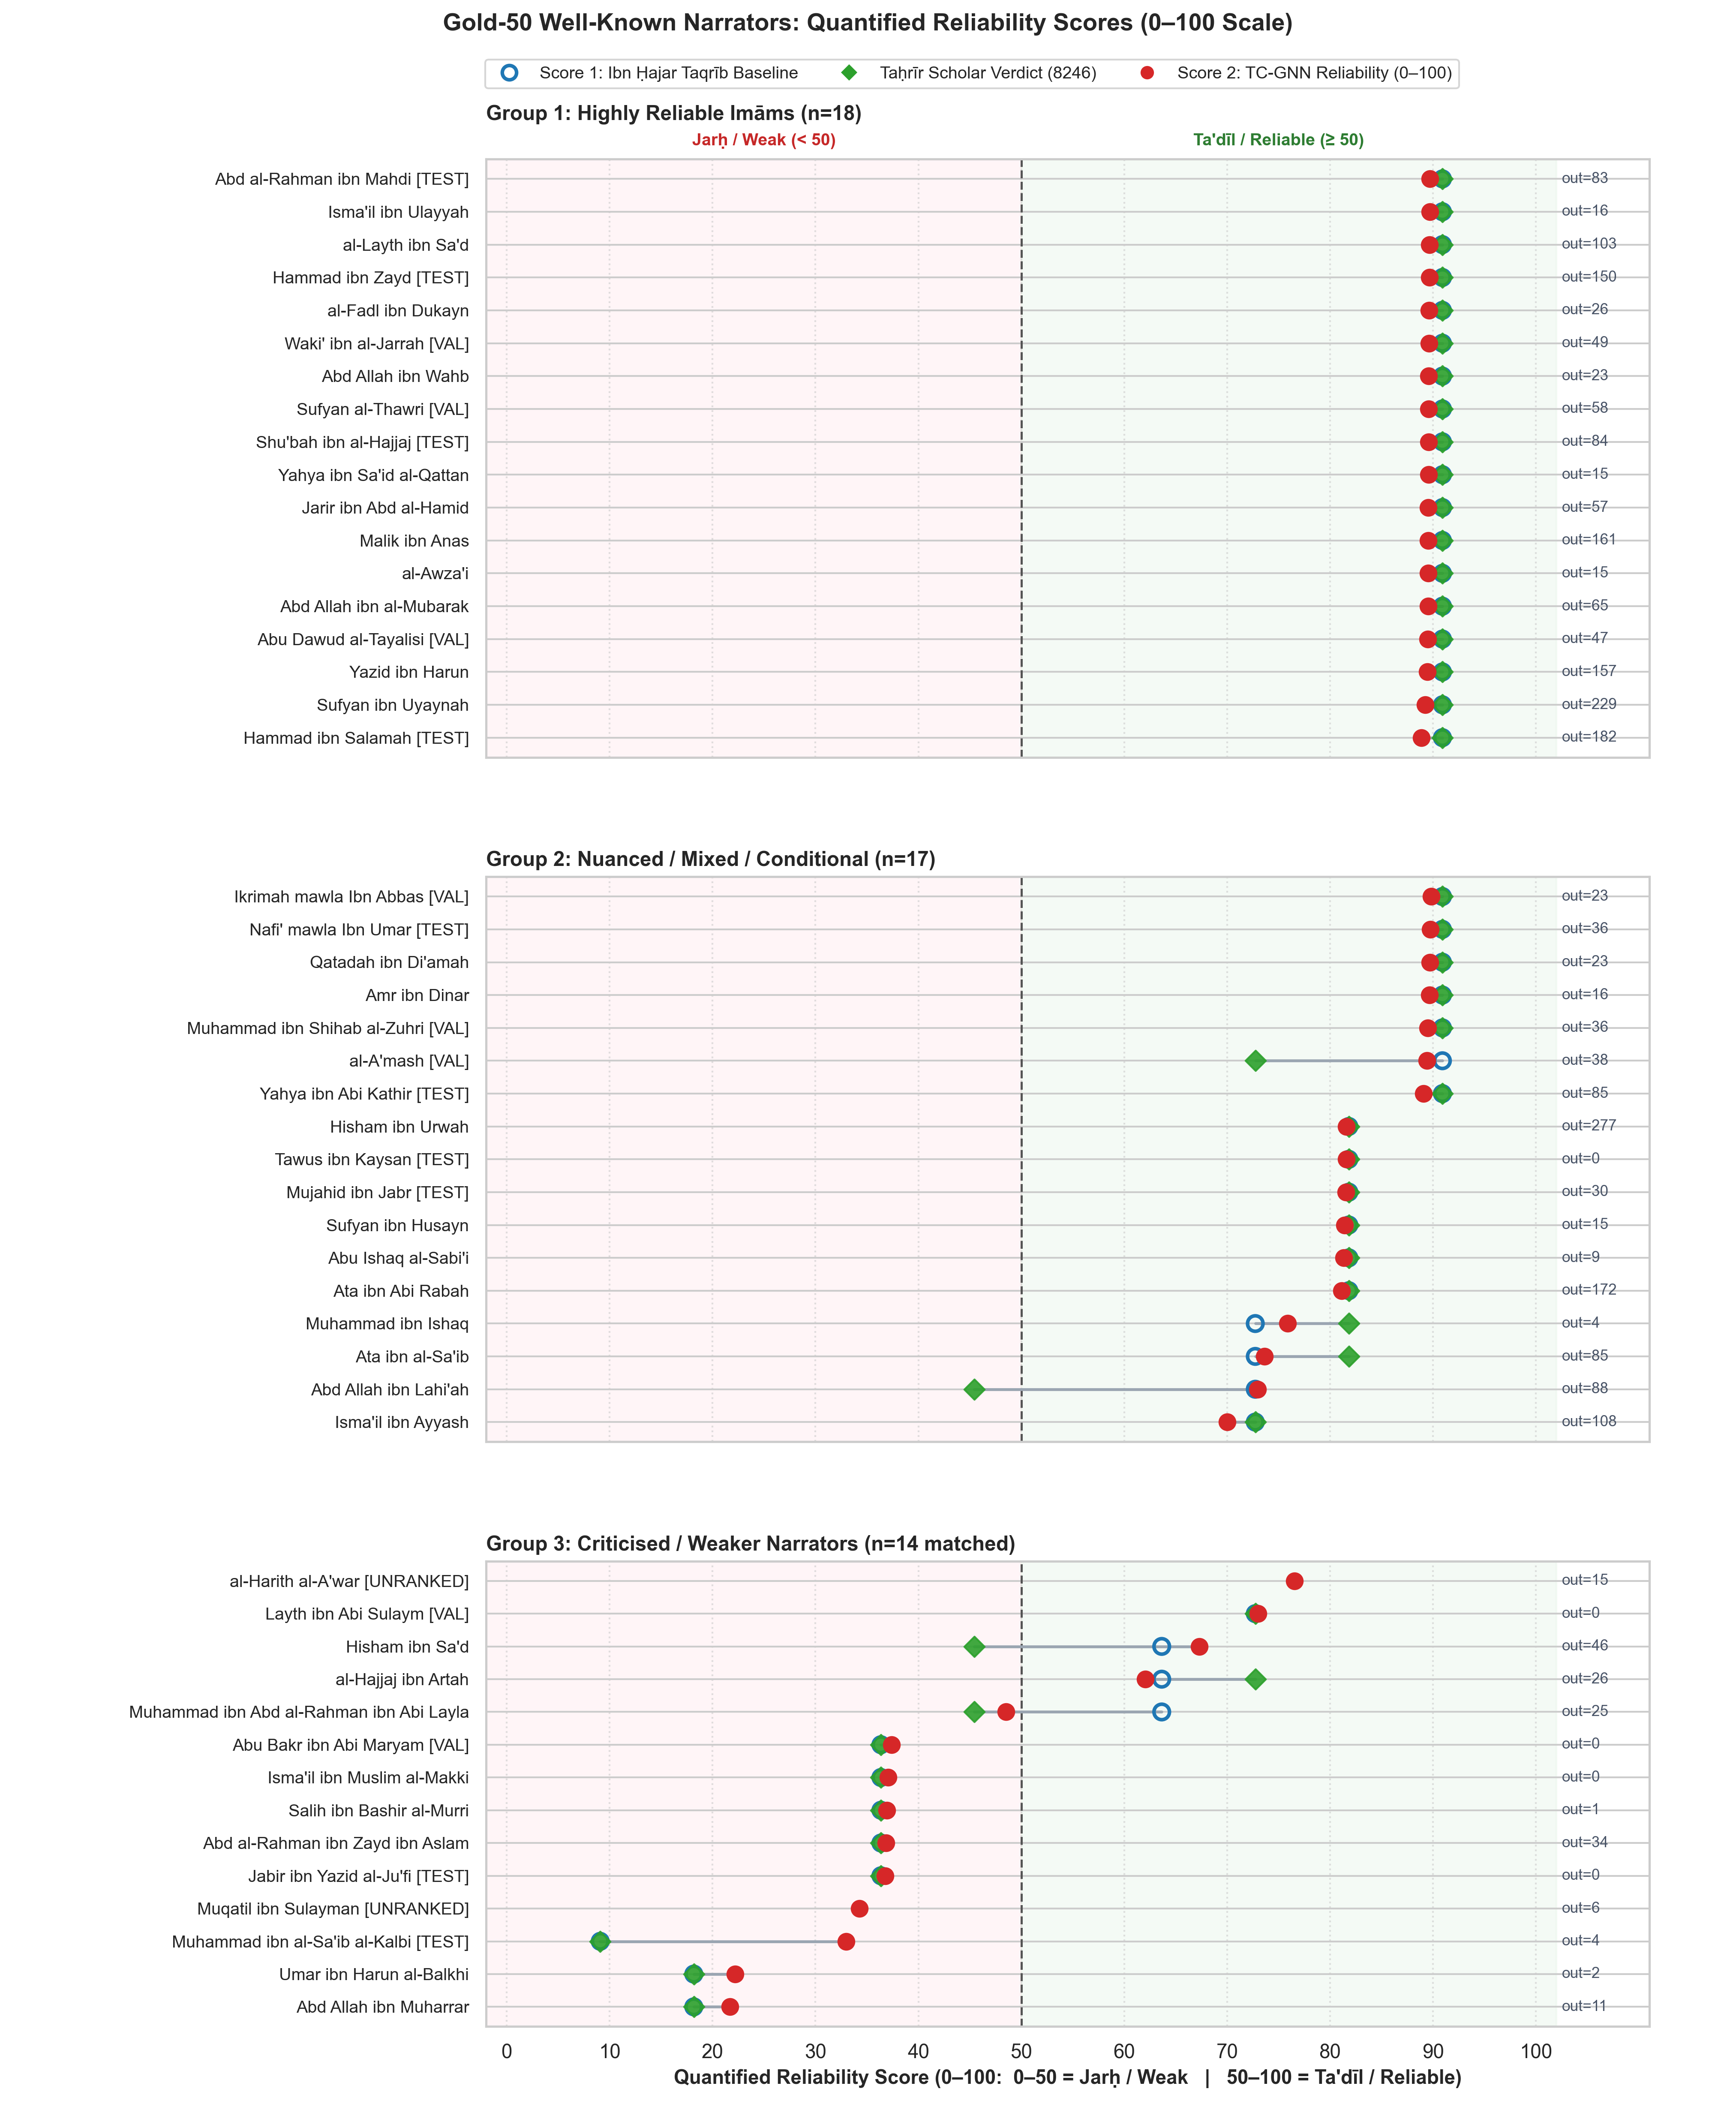 Gold-50 Well-Known Narrators: Quantified Reliability Scores (0–100 Scale)
Score 1: Ibn Ḥajar Taqrīb Baseline
Taḥrīr Scholar Verdict (8246)
Score 2: TC-GNN Reliability (0–100)
Group 1: Highly Reliable Imāms (n=18)
Jarḥ / Weak (< 50)
Ta'dīl / Reliable (≥ 50)
Abd al-Rahman ibn Mahdi [TEST] out=83
Isma'il ibn Ulayyah out=16
al-Layth ibn Sa'd out=103
Hammad ibn Zayd [TEST] out=150
al-Fadl ibn Dukayn out=26
Waki' ibn al-Jarrah [VAL] out=49
Abd Allah ibn Wahb out=23
Sufyan al-Thawri [VAL] out=58
Shu'bah ibn al-Hajjaj [TEST] out=84
Yahya ibn Sa'id al-Qattan out=15
Jarir ibn Abd al-Hamid out=57
Malik ibn Anas out=161
al-Awza'i out=15
Abd Allah ibn al-Mubarak out=65
Abu Dawud al-Tayalisi [VAL] out=47
Yazid ibn Harun out=157
Sufyan ibn Uyaynah out=229
Hammad ibn Salamah [TEST] out=182
Group 2: Nuanced / Mixed / Conditional (n=17)
Ikrimah mawla Ibn Abbas [VAL] out=23
Nafi' mawla Ibn Umar [TEST] out=36
Qatadah ibn Di'amah out=23
Amr ibn Dinar out=16
Muhammad ibn Shihab al-Zuhri [VAL] out=36
al-A'mash [VAL] out=38
Yahya ibn Abi Kathir [TEST] out=85
Hisham ibn Urwah out=277
Tawus ibn Kaysan [TEST] out=0
Mujahid ibn Jabr [TEST] out=30
Sufyan ibn Husayn out=15
Abu Ishaq al-Sabi'i out=9
Ata ibn Abi Rabah out=172
Muhammad ibn Ishaq out=4
Ata ibn al-Sa'ib out=85
Abd Allah ibn Lahi'ah out=88
Isma'il ibn Ayyash out=108
Group 3: Criticised / Weaker Narrators (n=14 matched)
al-Harith al-A'war [UNRANKED] out=15
Layth ibn Abi Sulaym [VAL] out=0
Hisham ibn Sa'd out=46
al-Hajjaj ibn Artah out=26
Muhammad ibn Abd al-Rahman ibn Abi Layla out=25
Abu Bakr ibn Abi Maryam [VAL] out=0
Isma'il ibn Muslim al-Makki out=0
Salih ibn Bashir al-Murri out=1
Abd al-Rahman ibn Zayd ibn Aslam out=34
Jabir ibn Yazid al-Ju'fi [TEST] out=0
Muqatil ibn Sulayman [UNRANKED] out=6
Muhammad ibn al-Sa'ib al-Kalbi [TEST] out=4
Umar ibn Harun al-Balkhi out=2
Abd Allah ibn Muharrar out=11
0 10 20 30 40 50 60 70 80 90 100
Quantified Reliability Score (0–100: 0–50 = Jarḥ / Weak | 50–100 = Ta'dīl / Reliable)